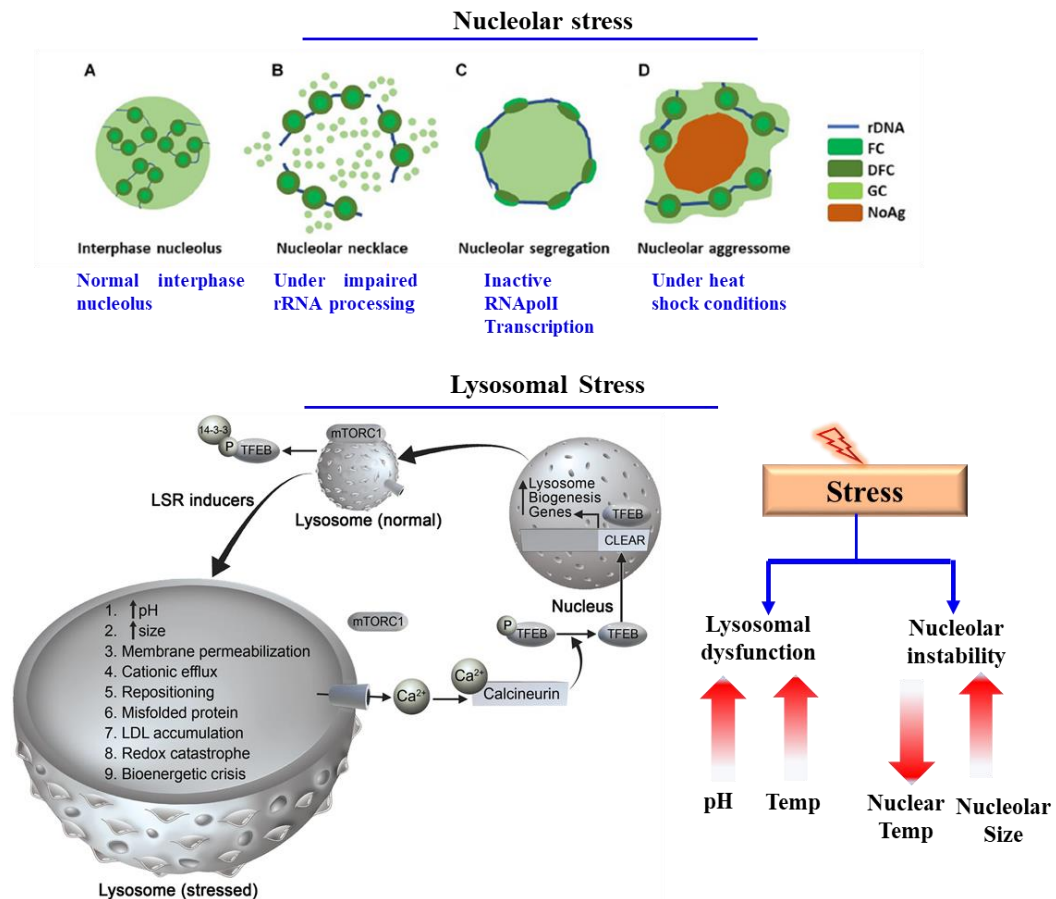 Nucleolar stress
A
B
C
D
rDNA
FC
DFC
GC
NoAg
Interphase nucleolus
Nucleolar necklace
Nucleolar segregation
Nucleolar aggressome
Normal interphase
nucleolus
Under impaired
rRNA processing
Inactive
RNApolI
Transcription
Under heat
shock conditions
Lysosomal Stress
14-3-3
P
TFEB
mTORC1
LSR inducers
Lysosome (normal)
Lysosome
Biogenesis
Genes
TFEB
CLEAR
Nucleus
1. ↑pH
2. ↑size
3. Membrane permeabilization
4. Cationic efflux
5. Repositioning
6. Misfolded protein
7. LDL accumulation
8. Redox catastrophe
9. Bioenergetic crisis
mTORC1
P
TFEB
TFEB
Ca²⁺
Ca²⁺
Calcineurin
Lysosome (stressed)
Stress
Lysosomal
dysfunction
Nucleolar
instability
pH
Temp
Nuclear
Temp
Nucleolar
Size